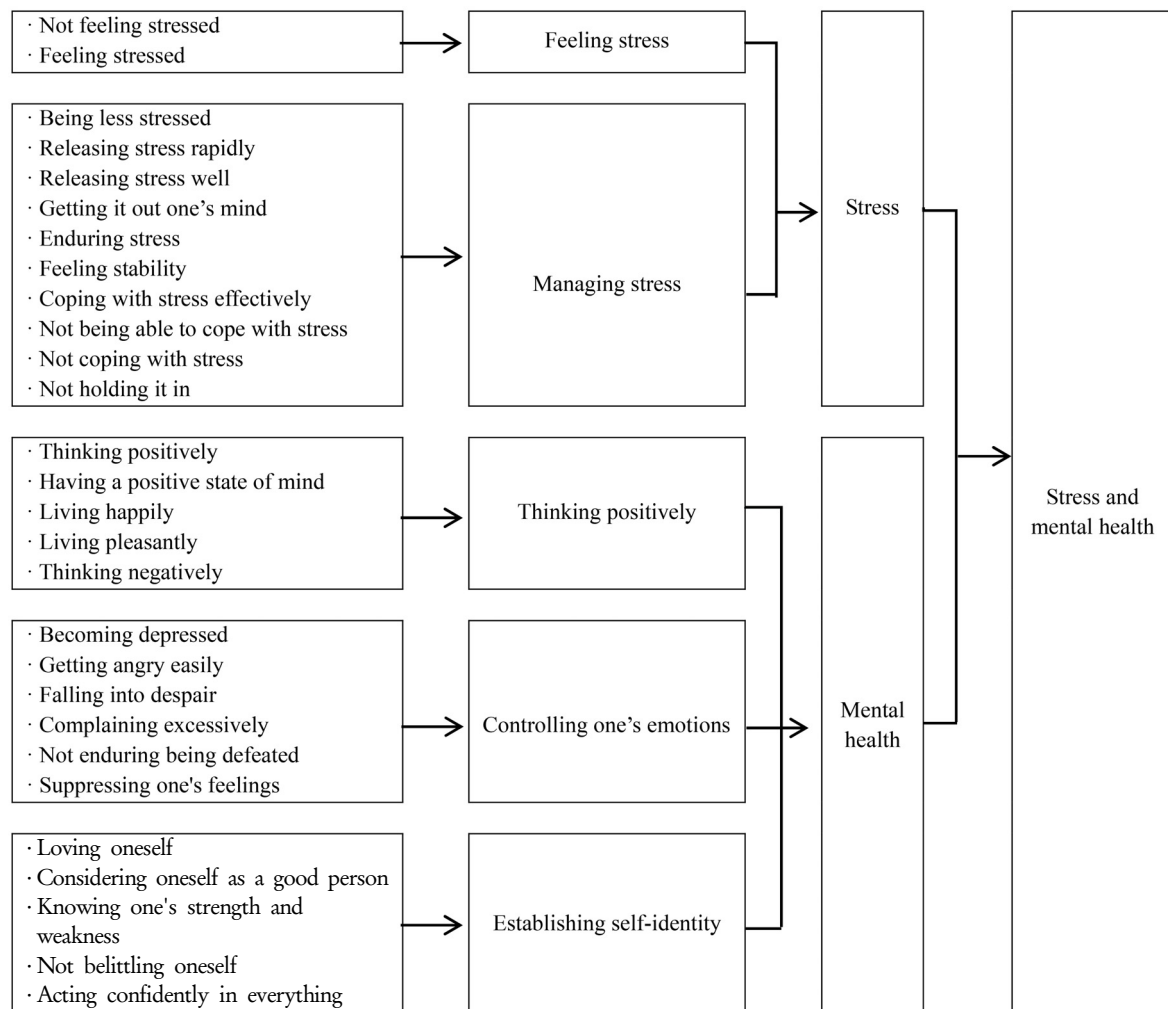 · Not feeling stressed
· Feeling stressed
Feeling stress
· Being less stressed
· Releasing stress rapidly
· Releasing stress well
· Getting it out one’s mind
· Enduring stress
· Feeling stability
· Coping with stress effectively
· Not being able to cope with stress
· Not coping with stress
· Not holding it in
Managing stress
Stress
· Thinking positively
· Having a positive state of mind
· Living happily
· Living pleasantly
· Thinking negatively
Thinking positively
· Becoming depressed
· Getting angry easily
· Falling into despair
· Complaining excessively
· Not enduring being defeated
· Suppressing one's feelings
Controlling one’s emotions
· Loving oneself
· Considering oneself as a good person
· Knowing one's strength and
weakness
· Not belittling oneself
· Acting confidently in everything
Establishing self-identity
Mental
health
Stress and
mental health